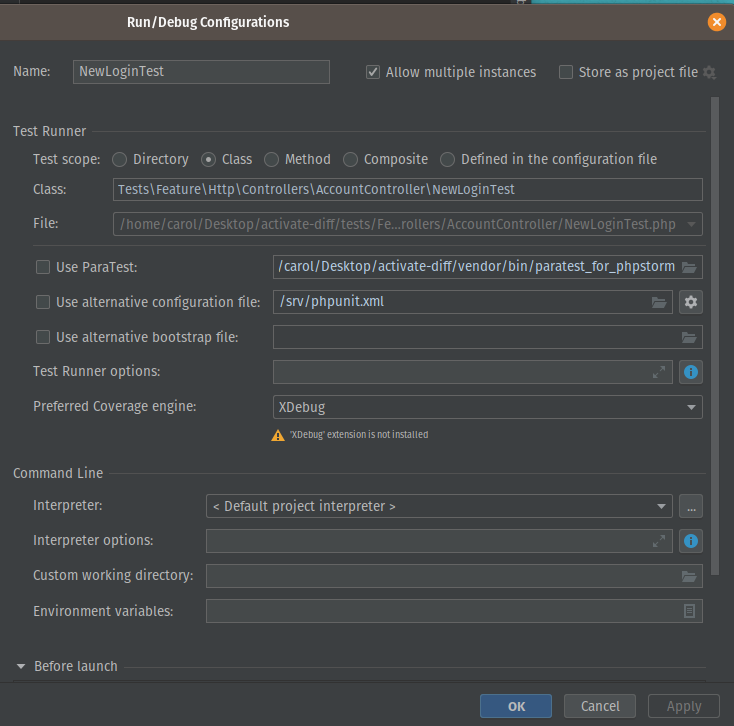 Run/Debug Configurations
Name: NewLoginTest Allow multiple instances Store as project file
Test Runner
Test scope: Directory Class Method Composite Defined in the configuration file
Class: Tests\Feature\Http\Controllers\AccountController\NewLoginTest
File: /home/carol/Desktop/activate-diff/tests/Fe...rollers/AccountController/NewLoginTest.php
Use ParaTest: /carol/Desktop/activate-diff/vendor/bin/paratest_for_phpstorm
Use alternative configuration file: /srv/phpunit.xml
Use alternative bootstrap file:
Test Runner options:
Preferred Coverage engine: XDebug
'XDebug' extension is not installed
Command Line
Interpreter: < Default project interpreter > ...
Interpreter options:
Custom working directory:
Environment variables:
Before launch
OK Cancel Apply